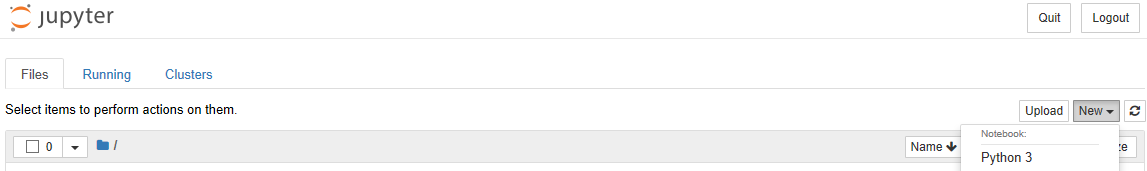 jupyter
Quit Logout
Files Running Clusters
Select items to perform actions on them.
Upload New
0 / Name
Notebook:
Python 3